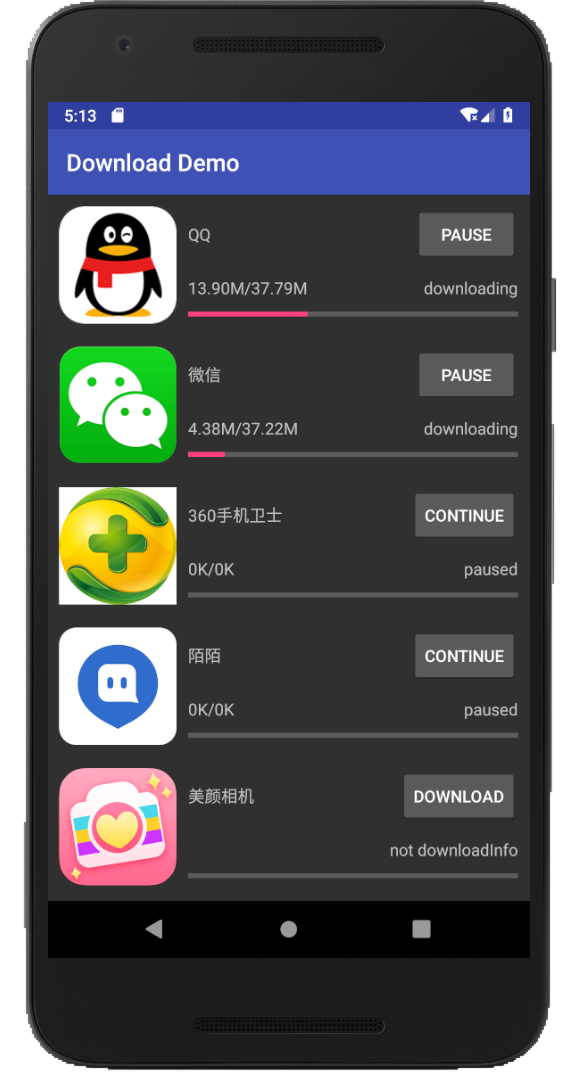 5:13
Download Demo
QQ
PAUSE
13.90M/37.79M
downloading
微信
PAUSE
4.38M/37.22M
downloading
360手机卫士
CONTINUE
0K/0K
paused
陌陌
CONTINUE
0K/0K
paused
美颜相机
DOWNLOAD
not downloadInfo